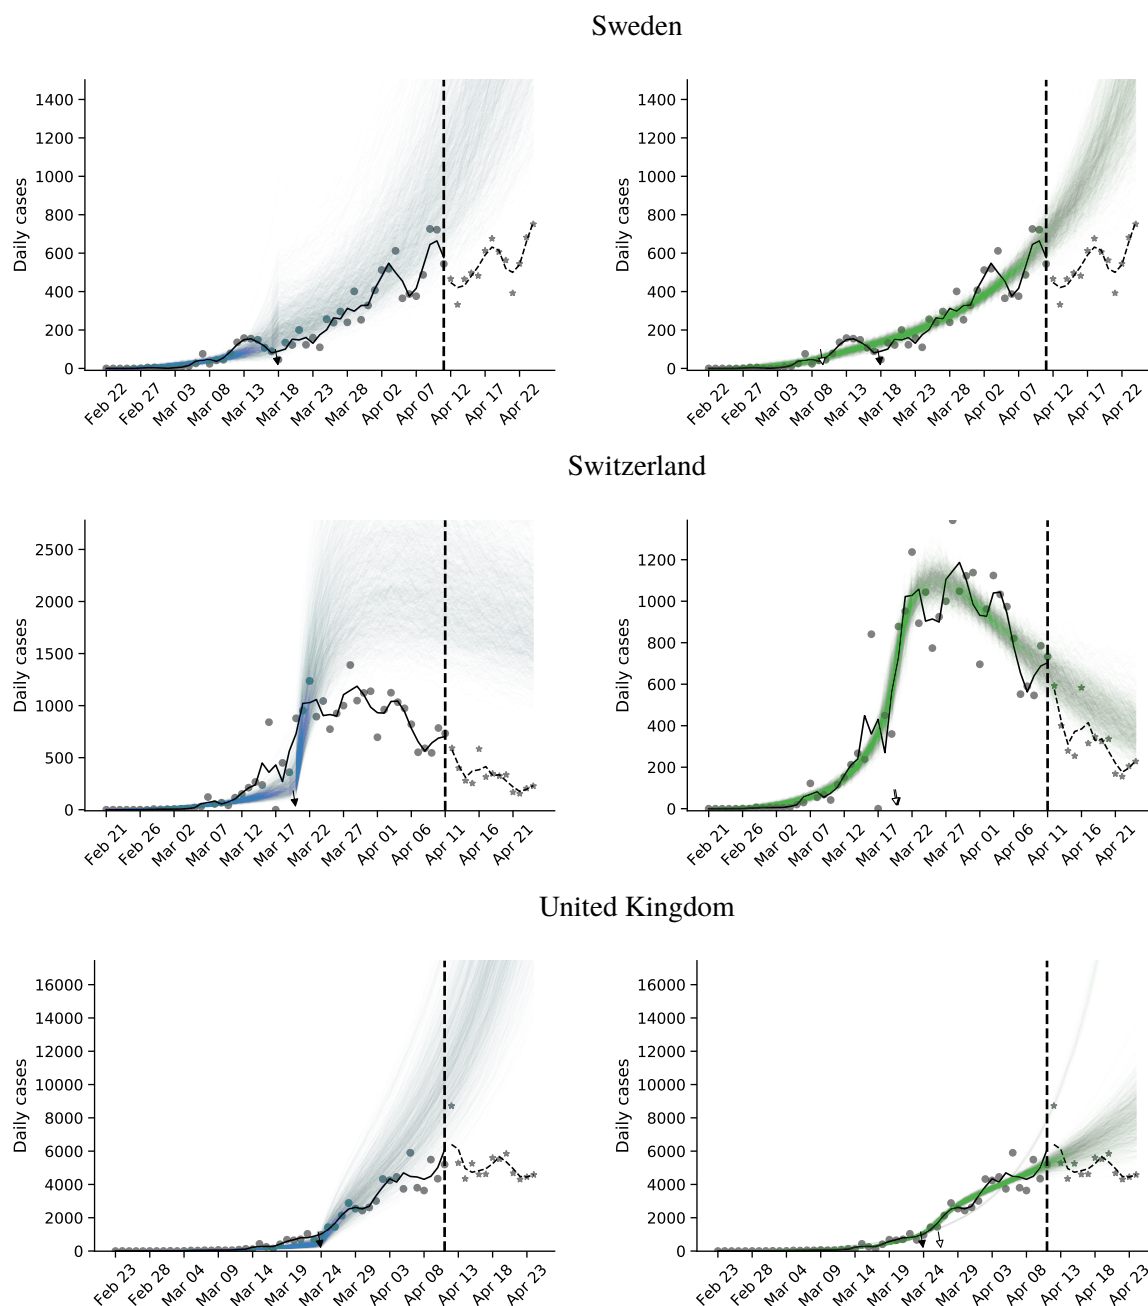 Sweden
1400
1200
1000
800
600
400
200
0
Daily cases
Feb 22
Feb 27
Mar 03
Mar 08
Mar 13
Mar 18
Mar 23
Mar 28
Apr 02
Apr 07
Apr 12
Apr 17
Apr 22
1400
1200
1000
800
600
400
200
0
Daily cases
Feb 22
Feb 27
Mar 03
Mar 08
Mar 13
Mar 18
Mar 23
Mar 28
Apr 02
Apr 07
Apr 12
Apr 17
Apr 22
Switzerland
2500
2000
1500
1000
500
0
Daily cases
Feb 21
Feb 26
Mar 02
Mar 07
Mar 12
Mar 17
Mar 22
Mar 27
Apr 01
Apr 06
Apr 11
Apr 16
Apr 21
1200
1000
800
600
400
200
0
Daily cases
Feb 21
Feb 26
Mar 02
Mar 07
Mar 12
Mar 17
Mar 22
Mar 27
Apr 01
Apr 06
Apr 11
Apr 16
Apr 21
United Kingdom
16000
14000
12000
10000
8000
6000
4000
2000
0
Daily cases
Feb 23
Feb 28
Mar 04
Mar 09
Mar 14
Mar 19
Mar 24
Mar 29
Apr 03
Apr 08
Apr 13
Apr 18
Apr 23
16000
14000
12000
10000
8000
6000
4000
2000
0
Daily cases
Feb 23
Feb 28
Mar 04
Mar 09
Mar 14
Mar 19
Mar 24
Mar 29
Apr 03
Apr 08
Apr 13
Apr 18
Apr 23